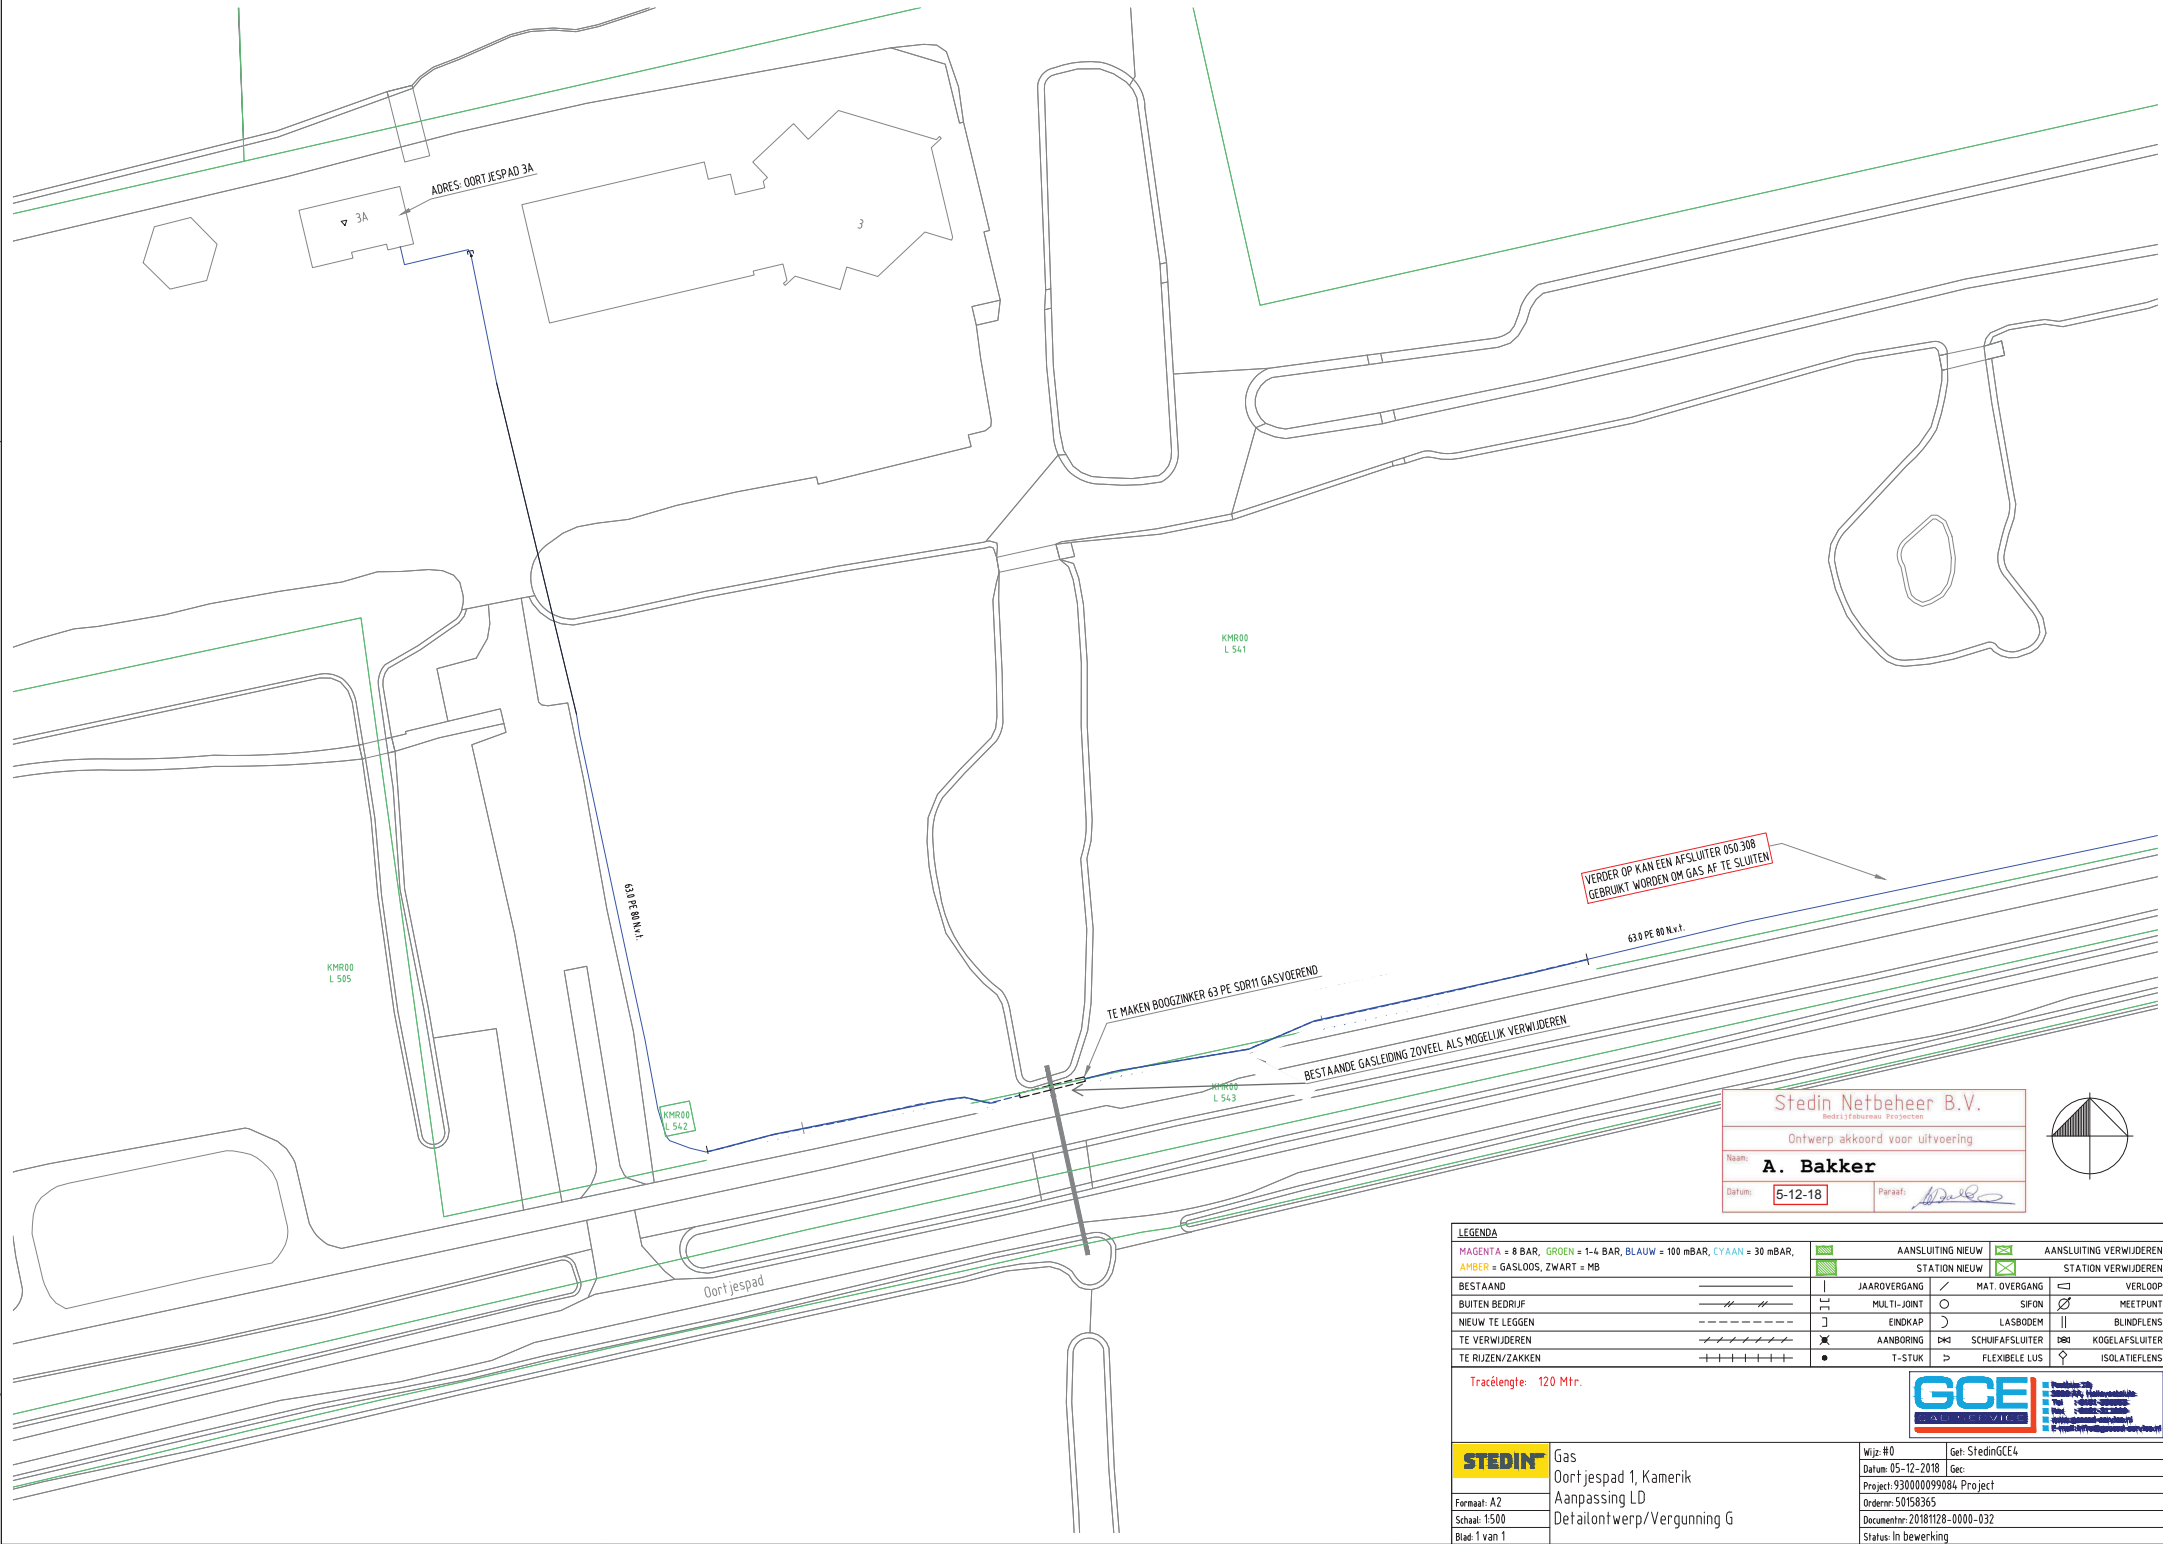 ADRES: OORTJESPAD 3A
3A
3
KMR00
L 541
63.0 PE 80 N.v.t.
VERDER OP KAN EEN AFSLUITER 050.308
GEBRUIKT WORDEN OM GAS AF TE SLUITEN
63.0 PE 80 N.v.t.
KMR00
L 505
TE MAKEN BOOGZINKER 63 PE SDR11 GASVOEREND
BESTAANDE GASLEIDING ZOVEEL ALS MOGELIJK VERWIJDEREN
KMR00
L 543
KMR00
L 542
Oortjespad
Stedin Netbeheer B.V.
Bedrijfsbureau Projecten
Ontwerp akkoord voor uitvoering
Naam: A. Bakker
Datum: 5-12-18 Paraaf:
LEGENDA
MAGENTA = 8 BAR, GROEN = 1-4 BAR, BLAUW = 100 mBAR, CYAAN = 30 mBAR,
AMBER = GASLOOS, ZWART = MB
AANSLUITING NIEUW AANSLUITING VERWIJDEREN
STATION NIEUW STATION VERWIJDEREN
BESTAAND JAAROVERGANG MAT. OVERGANG VERLOOP
BUITEN BEDRIJF MULTI-JOINT SIFON MEETPUNT
NIEUW TE LEGGEN EINDKAP LASBODEM BLINDFLENS
TE VERWIJDEREN AANBORING SCHUIFAFSLUITER KOGELAFSLUITER
TE RIJZEN/ZAKKEN T-STUK FLEXIBELE LUS ISOLATIEFLENS
Tracélengte: 120 Mtr.
GCE
CAD-SERVICE
STEDIN
Gas
Oortjespad 1, Kamerik
Aanpassing LD
Detailontwerp/Vergunning G
Formaat: A2
Schaal: 1:500
Blad: 1 van 1
Wijz: #0 Get: StedinGCE4
Datum: 05-12-2018 Gec:
Project: 930000099084 Project
Ordernr: 50158365
Documentnr: 20181128-0000-032
Status: In bewerking